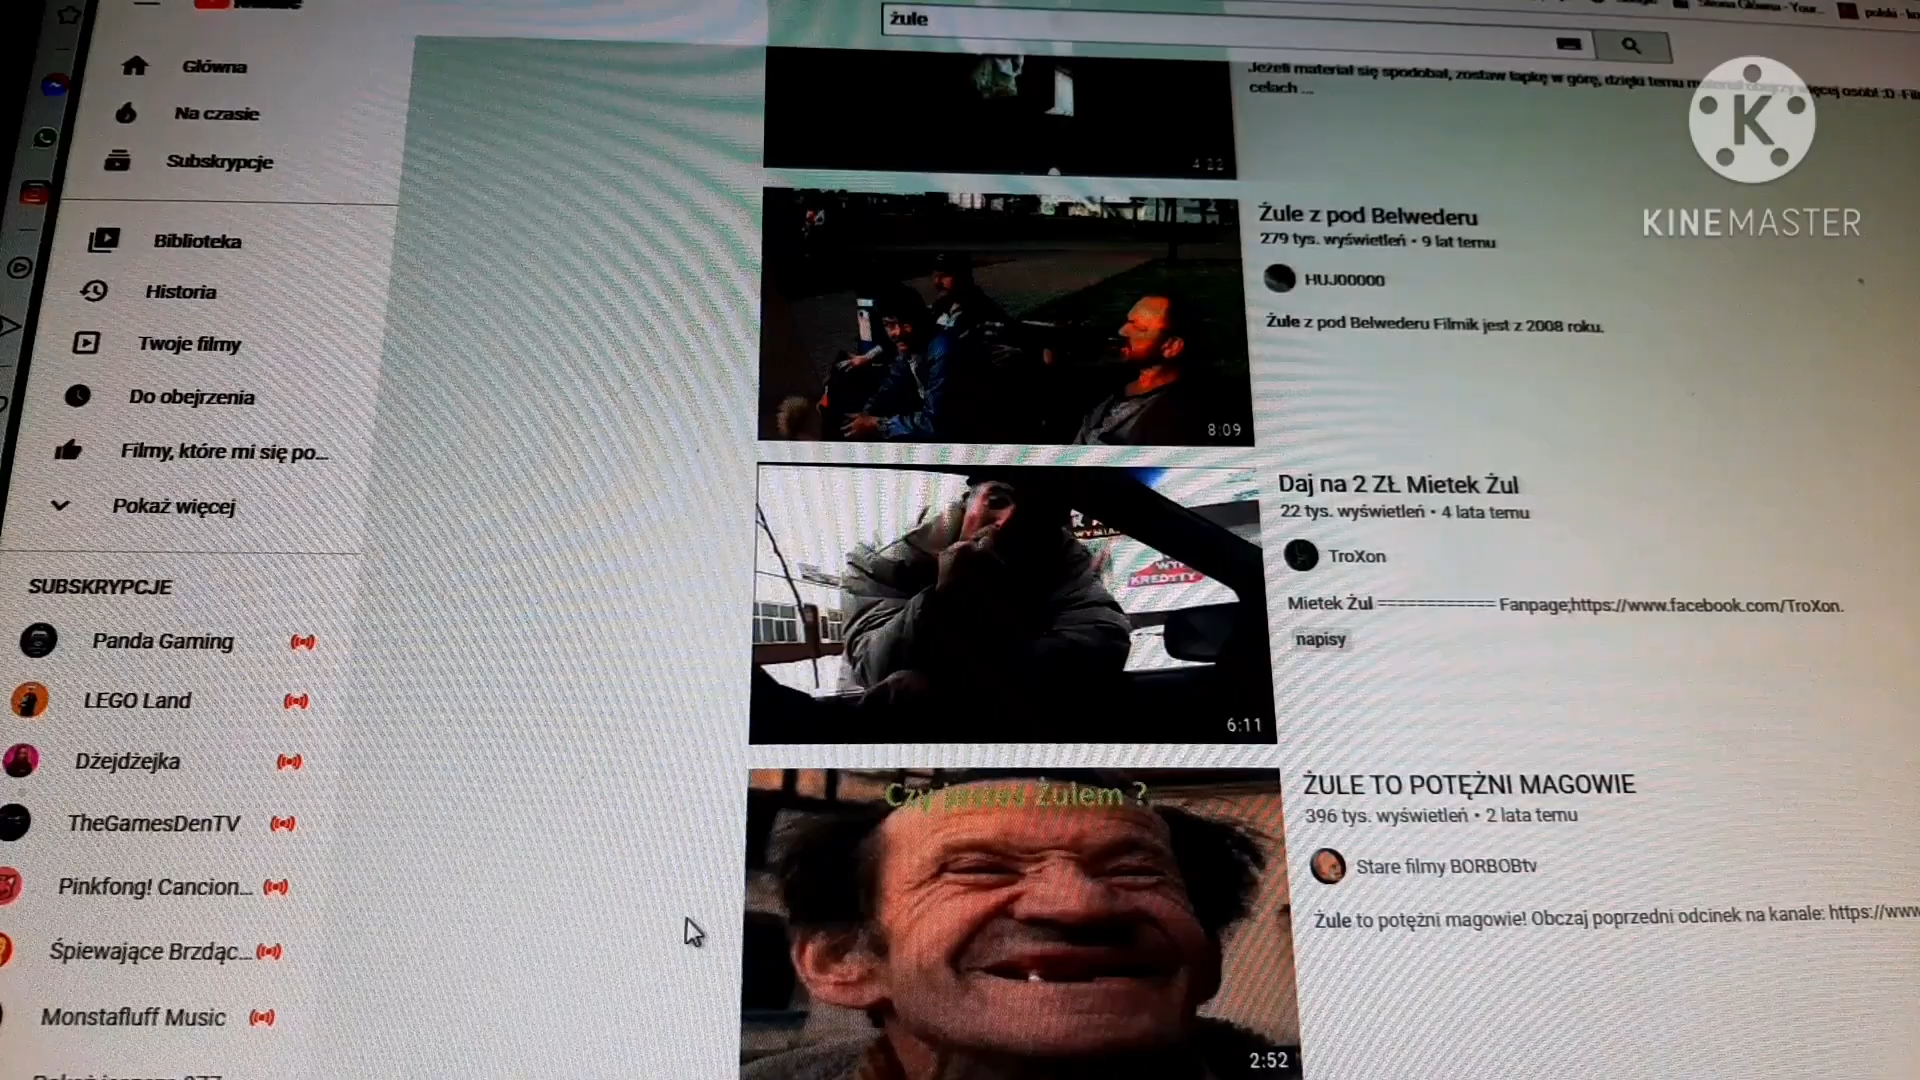 żule
Główna
Na czasie
Subskrypcje
Biblioteka
Historia
Twoje filmy
Do obejrzenia
Filmy, które mi się po...
Pokaż więcej
SUBSKRYPCJE
Panda Gaming
LEGO Land
Dżejdżejka
TheGamesDenTV
Pinkfong! Cancion...
Śpiewające Brzdąc...
Monstafluff Music
Jeżeli materiał się spodobał, zostaw łapkę w górę, dzięki temu
celach ...
4:22
Żule z pod Belwederu
279 tys. wyświetleń • 9 lat temu
HUJ00000
Żule z pod Belwederu Filmik jest z 2008 roku.
8:09
Daj na 2 ZŁ Mietek Żul
22 tys. wyświetleń • 4 lata temu
TroXon
Mietek Żul ============ Fanpage;https://www.facebook.com/TroXon.
napisy
KREDYTY
6:11
ŻULE TO POTĘŻNI MAGOWIE
396 tys. wyświetleń • 2 lata temu
Stare filmy BORBOBtv
Żule to potężni magowie! Obczaj poprzedni odcinek na kanale: https://www
Czy jesteś Żulem ?
2:52
K
KINEMASTER